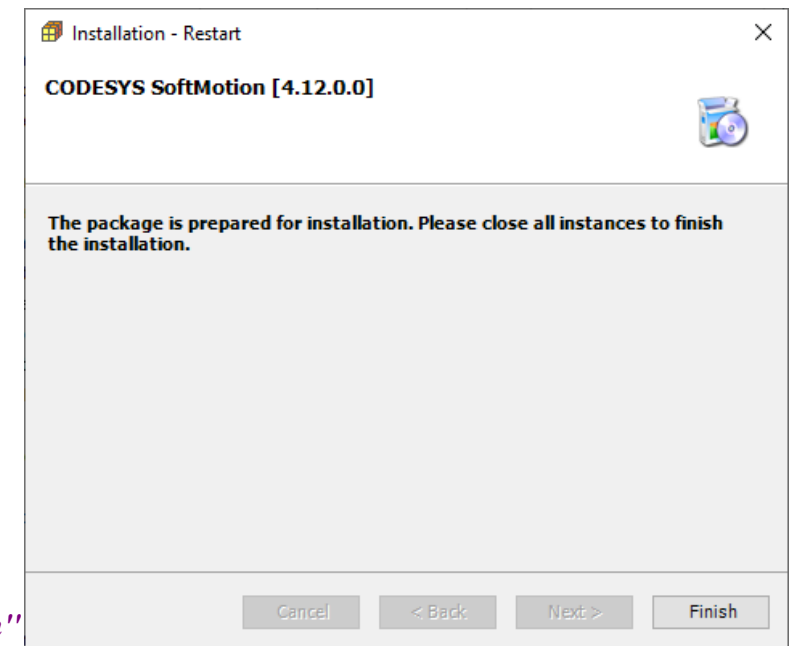 Installation - Restart
CODESYS SoftMotion [4.12.0.0]
The package is prepared for installation. Please close all instances to finish
the installation.
Cancel
< Back
Next >
Finish
"